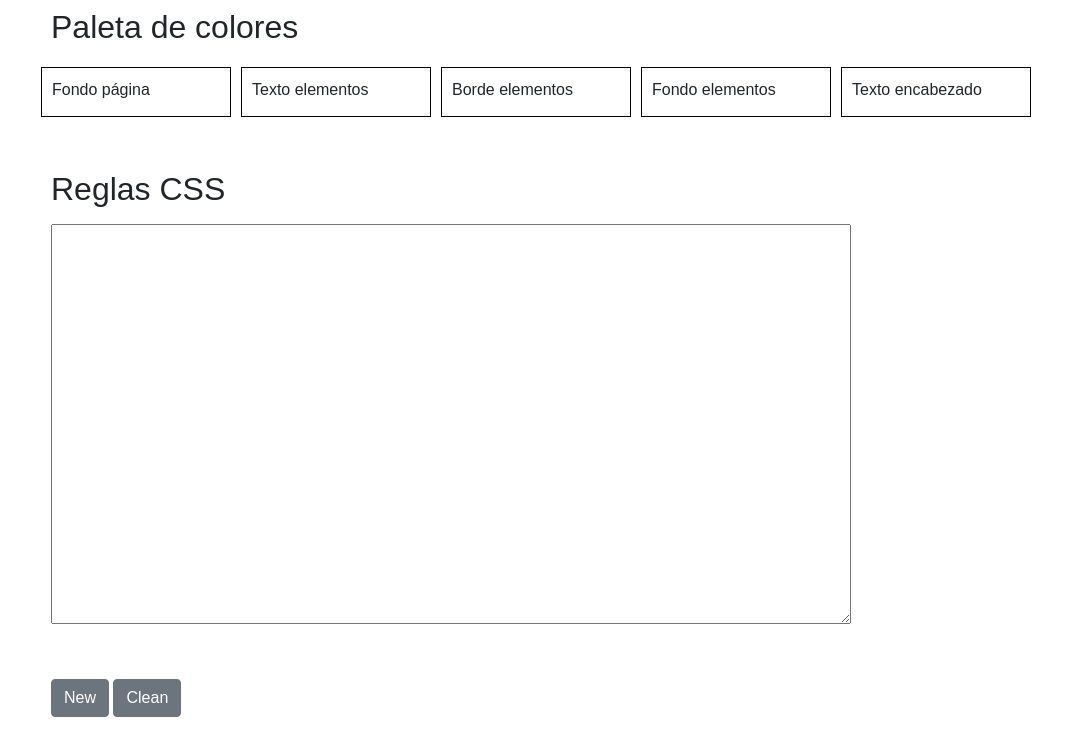 Paleta de colores
Fondo página
Texto elementos
Borde elementos
Fondo elementos
Texto encabezado
Reglas CSS
New
Clean